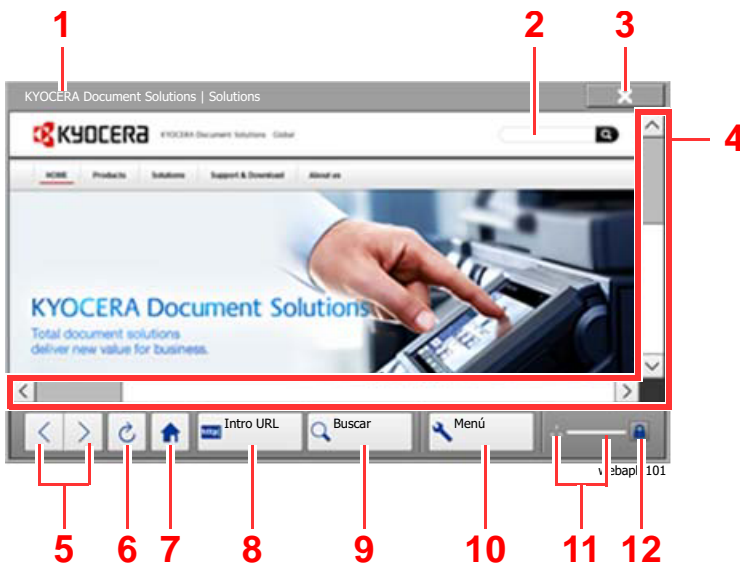 1 2 3
KYOCERA Document Solutions | Solutions
KYOCERA KYOCERA Document Solutions Global
4
HOME Products Solutions Support & Download About us
KYOCERA Document Solutions
Total document solutions
deliver new value for business.
Intro URL Buscar Menú
101
5 6 7 8 9 10 11 12